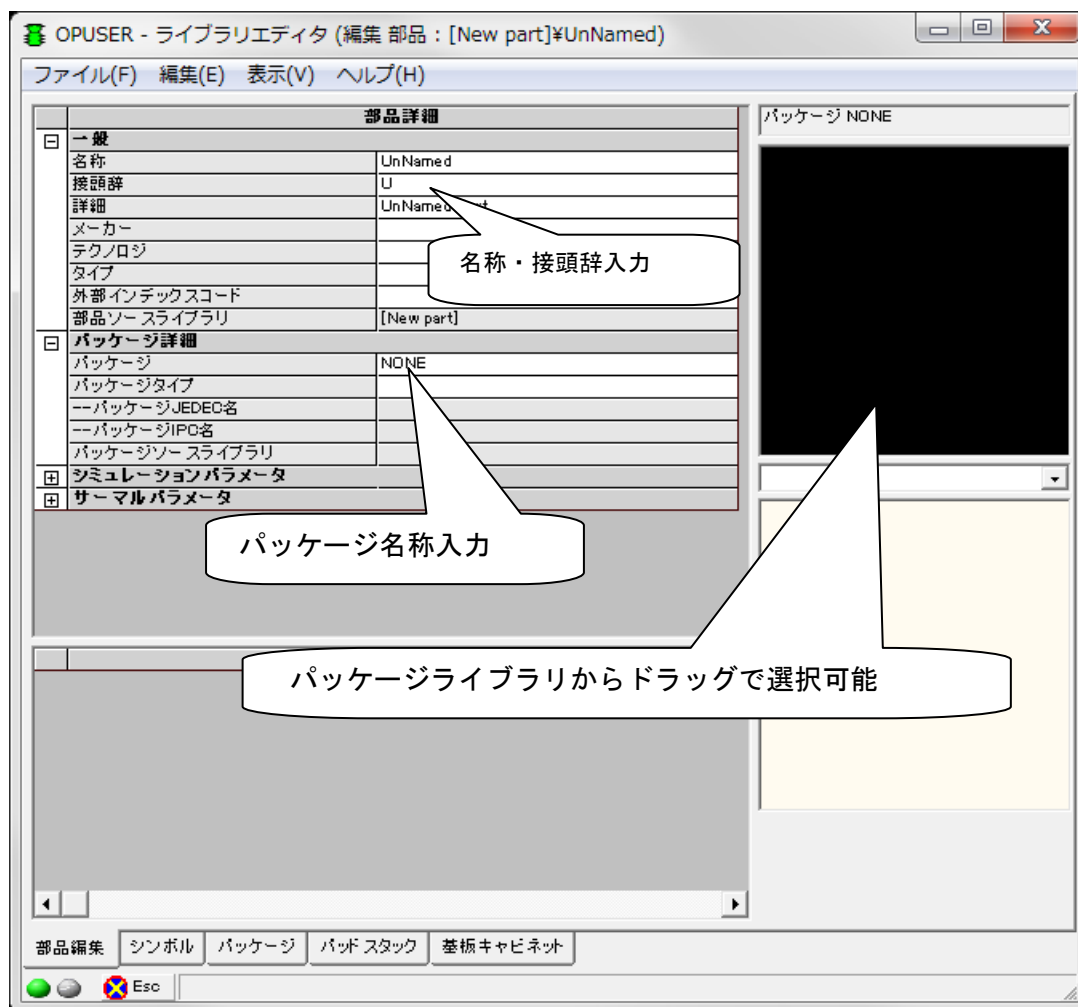 OPUSER - ライブラリエディタ (編集 部品 : [New part]¥UnNamed)
ファイル(F) 編集(E) 表示(V) ヘルプ(H)
部品詳細
一般
名称 UnNamed
接頭辞 U
詳細 UnNamed
メーカー
テクノロジ
タイプ
外部インデックスコード
部品ソースライブラリ [New part]
パッケージ詳細
パッケージ NONE
パッケージタイプ
--パッケージJEDEC名
--パッケージIPC名
パッケージソースライブラリ
シミュレーションパラメータ
サーマルパラメータ
名称・接頭辞入力
パッケージ名称入力
パッケージ NONE
パッケージライブラリからドラッグで選択可能
部品編集 シンボル パッケージ パッドスタック 基板キャビネット
Esc